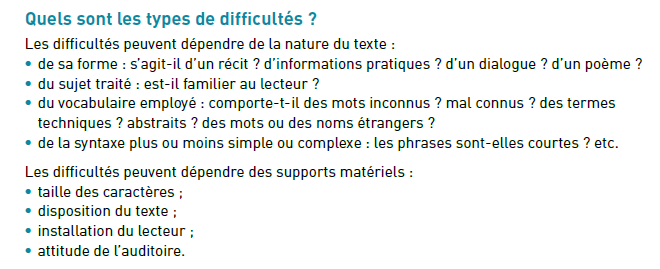 Quels sont les types de difficultés ?
Les difficultés peuvent dépendre de la nature du texte :
• de sa forme : s’agit-il d’un récit ? d’informations pratiques ? d’un dialogue ? d’un poème ?
• du sujet traité : est-il familier au lecteur ?
• du vocabulaire employé : comporte-t-il des mots inconnus ? mal connus ? des termes
techniques ? abstraits ? des mots ou des noms étrangers ?
• de la syntaxe plus ou moins simple ou complexe : les phrases sont-elles courtes ? etc.
Les difficultés peuvent dépendre des supports matériels :
• taille des caractères ;
• disposition du texte ;
• installation du lecteur ;
• attitude de l’auditoire.